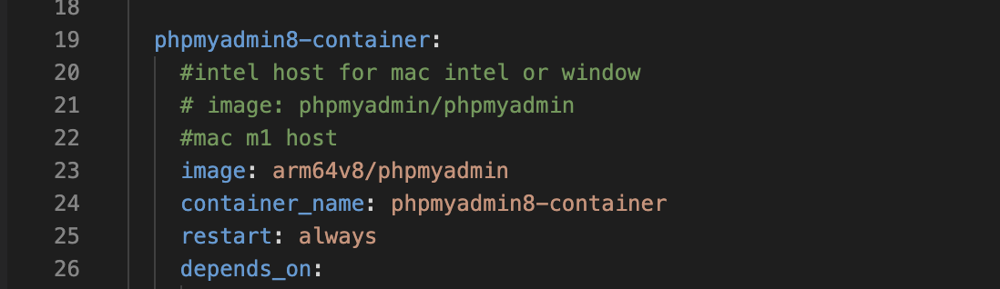 18
19 phpmyadmin8-container:
20 #intel host for mac intel or window
21 # image: phpmyadmin/phpmyadmin
22 #mac m1 host
23 image: arm64v8/phpmyadmin
24 container_name: phpmyadmin8-container
25 restart: always
26 depends_on: